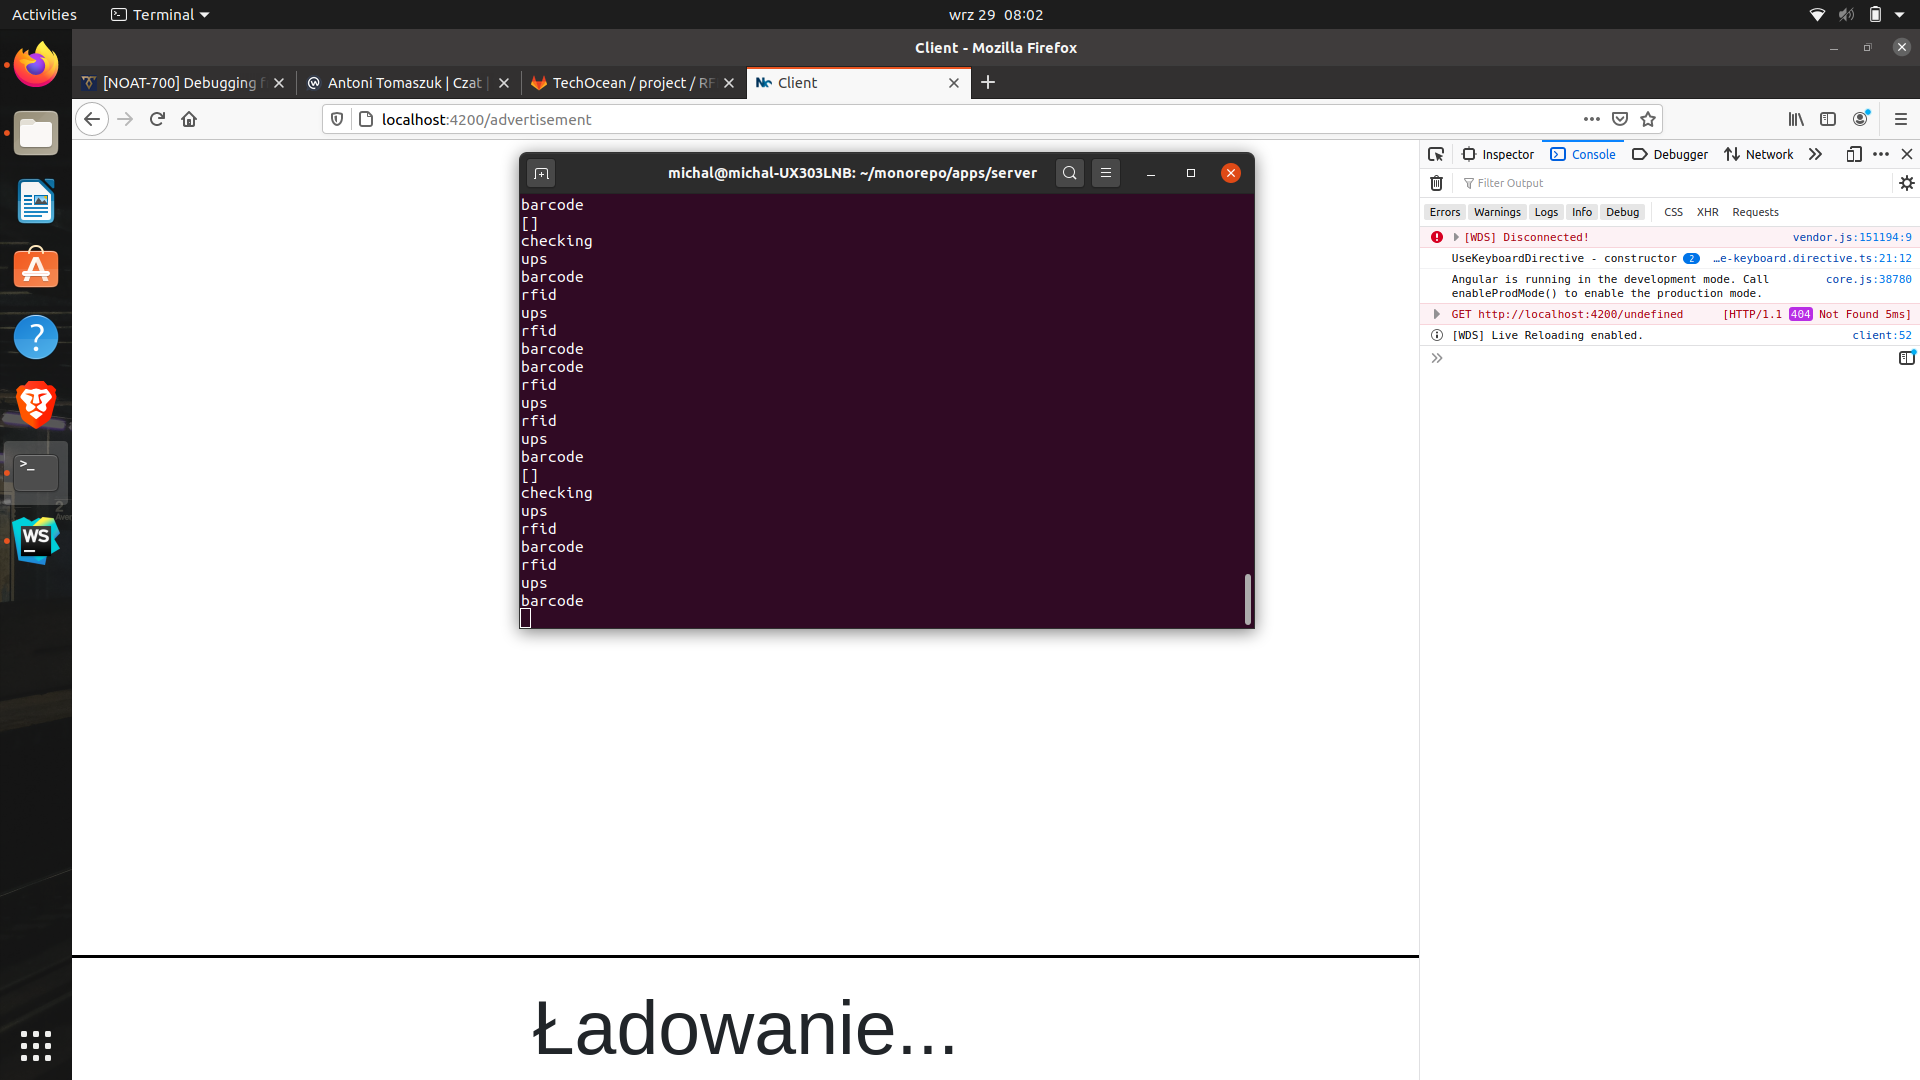 Activities
Terminal
wrz 29 08:02
Client - Mozilla Firefox
[NOAT-700] Debugging f
Antoni Tomaszuk | Czat |
TechOcean / project / RF
Client
localhost:4200/advertisement
michal@michal-UX303LNB: ~/monorepo/apps/server
barcode
[]
checking
ups
barcode
rfid
ups
rfid
barcode
barcode
rfid
ups
rfid
ups
barcode
[]
checking
ups
rfid
barcode
rfid
ups
barcode
Inspector
Console
Debugger
Network
Filter Output
Errors Warnings Logs Info Debug CSS XHR Requests
[WDS] Disconnected! vendor.js:151194:9
UseKeyboardDirective - constructor 2 …e-keyboard.directive.ts:21:12
Angular is running in the development mode. Call core.js:38780
enableProdMode() to enable the production mode.
GET http://localhost:4200/undefined [HTTP/1.1 404 Not Found 5ms]
[WDS] Live Reloading enabled. client:52
WS
Ładowanie...